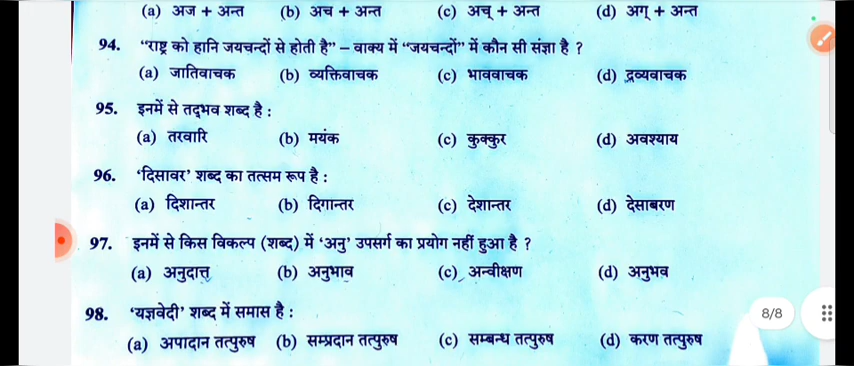 (a) अज + अन्त (b) अच + अन्त (c) अच् + अन्त (d) अग् + अन्त
94. “राष्ट्र को हानि जयचन्दों से होती है” – वाक्य में “जयचन्दों” में कौन सी संज्ञा है ?
(a) जातिवाचक (b) व्यक्तिवाचक (c) भाववाचक (d) द्रव्यवाचक
95. इनमें से तद्भव शब्द है :
(a) तरवारि (b) मयंक (c) कुक्कुर (d) अवश्याय
96. ‘दिसावर’ शब्द का तत्सम रूप है :
(a) दिशान्तर (b) दिगान्तर (c) देशान्तर (d) देसाबरण
97. इनमें से किस विकल्प (शब्द) में ‘अनु’ उपसर्ग का प्रयोग नहीं हुआ है ?
(a) अनुदात्त (b) अनुभाव (c) अन्वीक्षण (d) अनुभव
98. ‘यज्ञवेदी’ शब्द में समास है :
8/8
(a) अपादान तत्पुरुष (b) सम्प्रदान तत्पुरुष (c) सम्बन्ध तत्पुरुष (d) करण तत्पुरुष